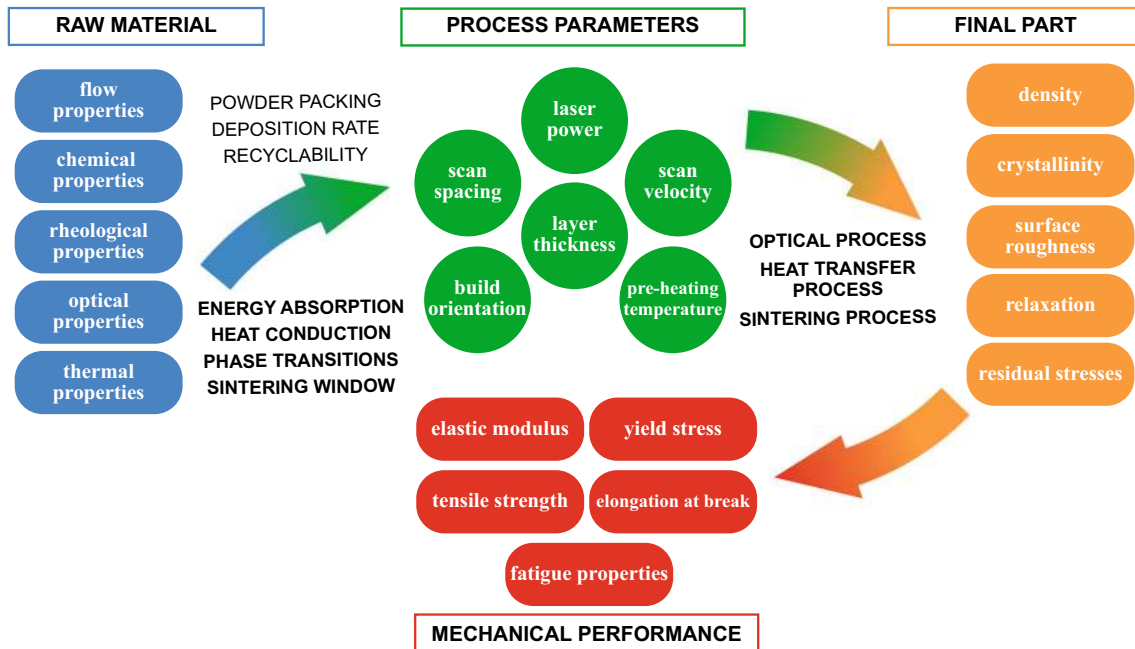 RAW MATERIAL
flow
properties
chemical
properties
rheological
properties
optical
properties
thermal
properties
POWDER PACKING
DEPOSITION RATE
RECYCLABILITY
ENERGY ABSORPTION
HEAT CONDUCTION
PHASE TRANSITIONS
SINTERING WINDOW
PROCESS PARAMETERS
laser
power
scan
spacing
scan
velocity
layer
thickness
build
orientation
pre-heating
temperature
OPTICAL PROCESS
HEAT TRANSFER
PROCESS
SINTERING PROCESS
FINAL PART
density
crystallinity
surface
roughness
relaxation
residual stresses
elastic modulus
yield stress
tensile strength
elongation at break
fatigue properties
MECHANICAL PERFORMANCE